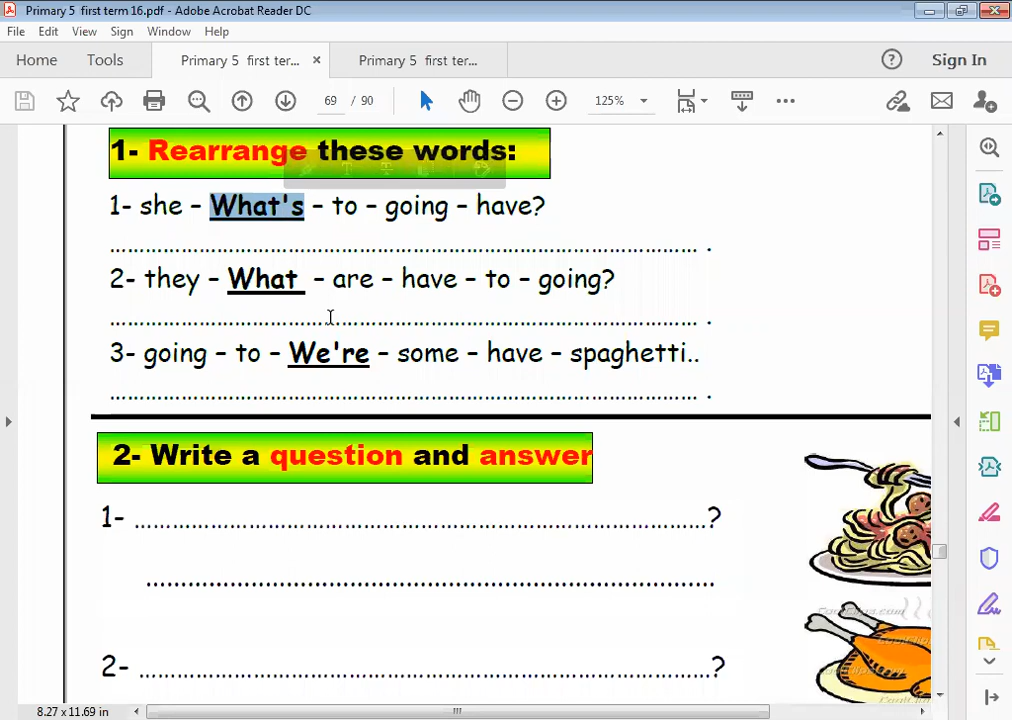 Primary 5 first term 16.pdf - Adobe Acrobat Reader DC
File Edit View Sign Window Help
Home Tools Primary 5 first ter... × Primary 5 first ter... Sign In
69 / 90 125%
1- Rearrange these words:
1- she – What's – to – going – have?
…………………………………………………………………… .
2- they – What – are – have – to – going?
…………………………………………………………………… .
3- going – to – We're – some – have – spaghetti..
…………………………………………………………………… .
2- Write a question and answer
1- ……………………………………………………………………?
……………………………………………………………………
2- ……………………………………………………………………?
8.27 x 11.69 in